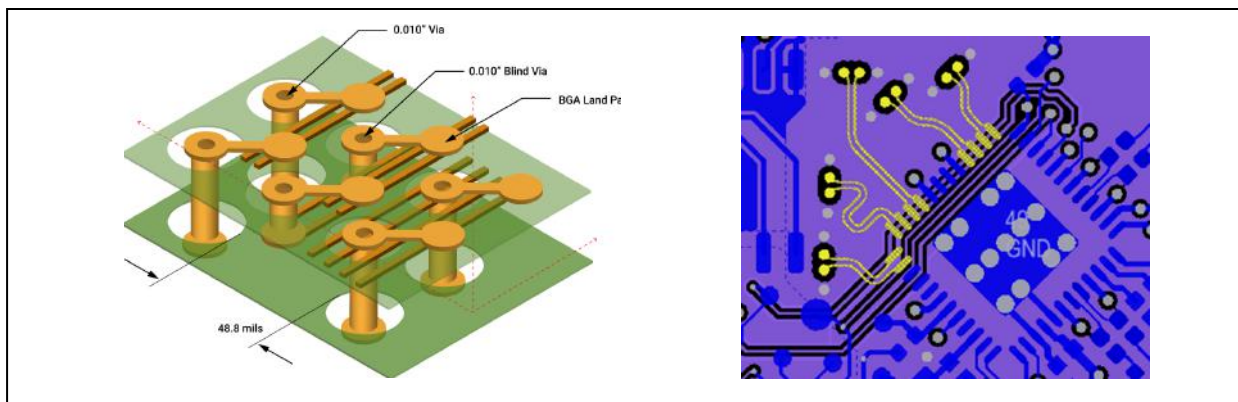 0.010" Via
0.010" Blind Via
BGA Land Pa
48.8 mils
GND